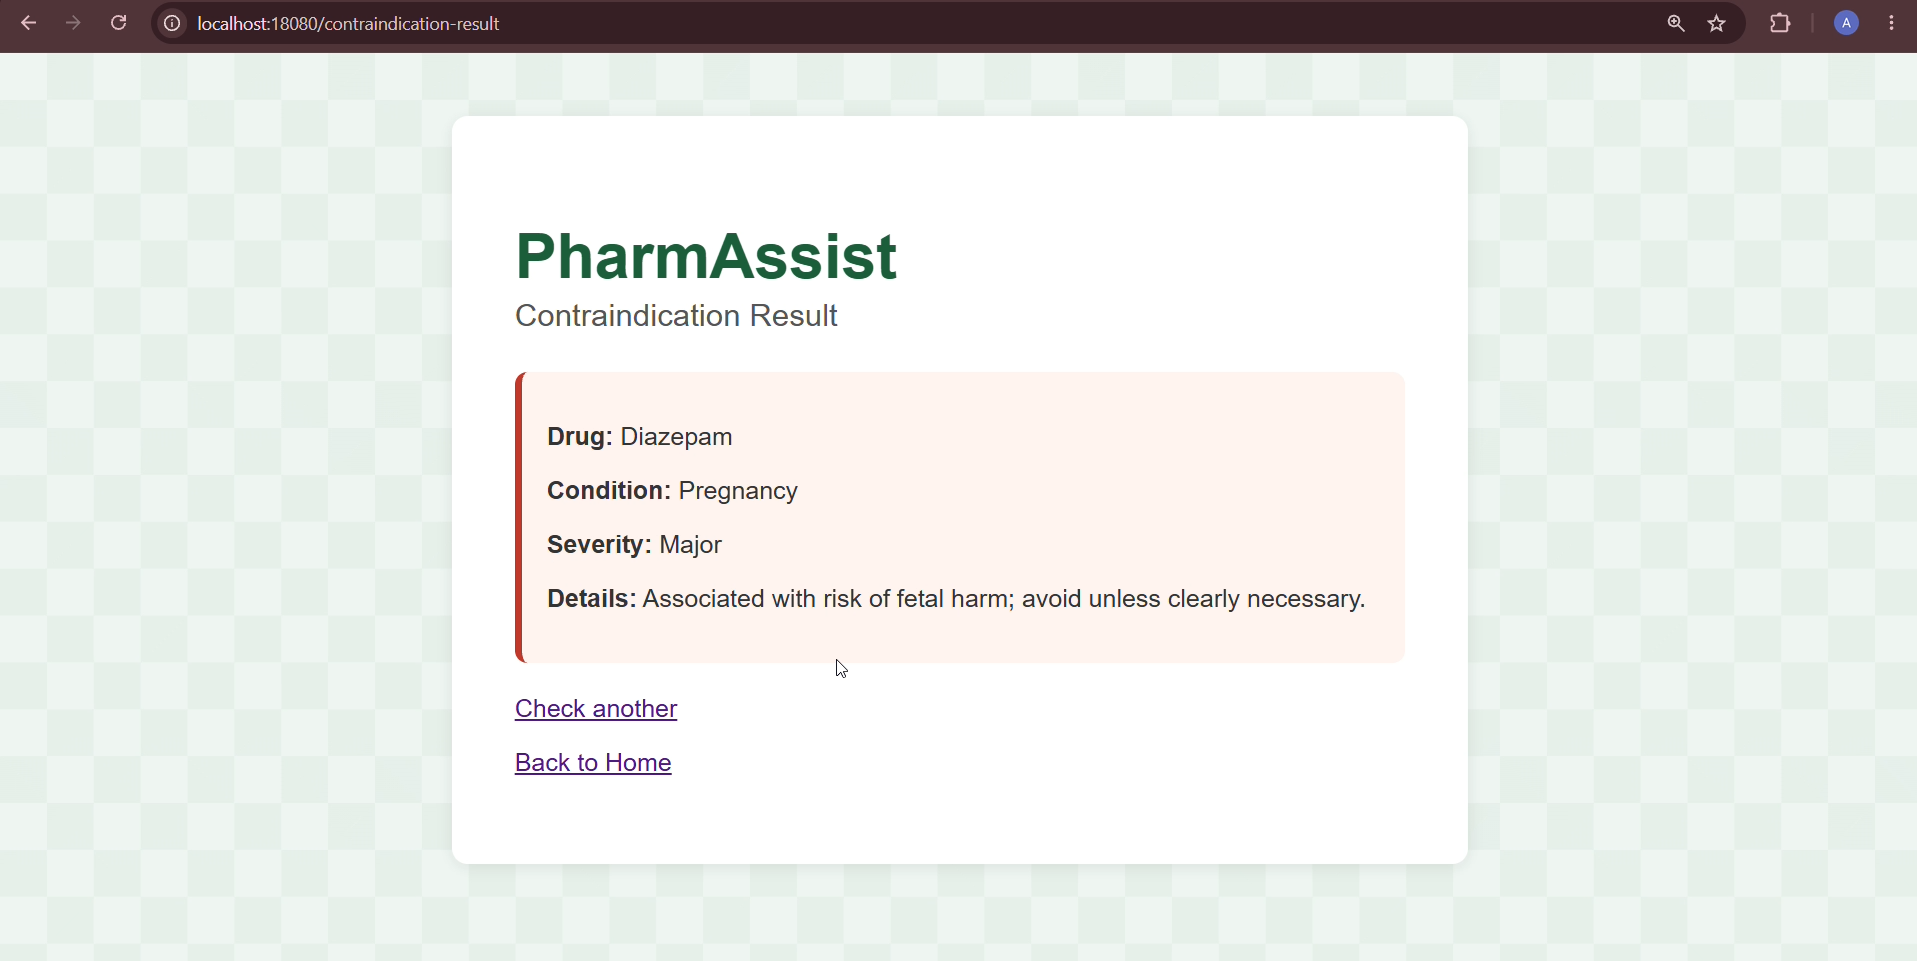 localhost:18080/contraindication-result
A
PharmAssist
Contraindication Result
Drug: Diazepam
Condition: Pregnancy
Severity: Major
Details: Associated with risk of fetal harm; avoid unless clearly necessary.
Check another
Back to Home